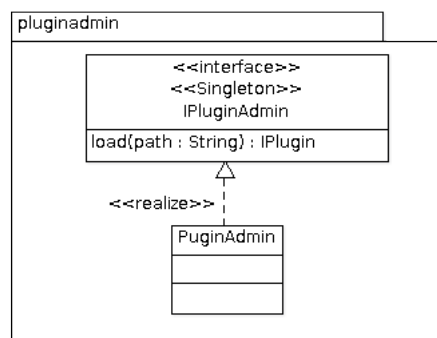 pluginadmin
<<interface>>
<<Singleton>>
IPluginAdmin
load(path : String) : IPlugin
<<realize>>
PuginAdmin